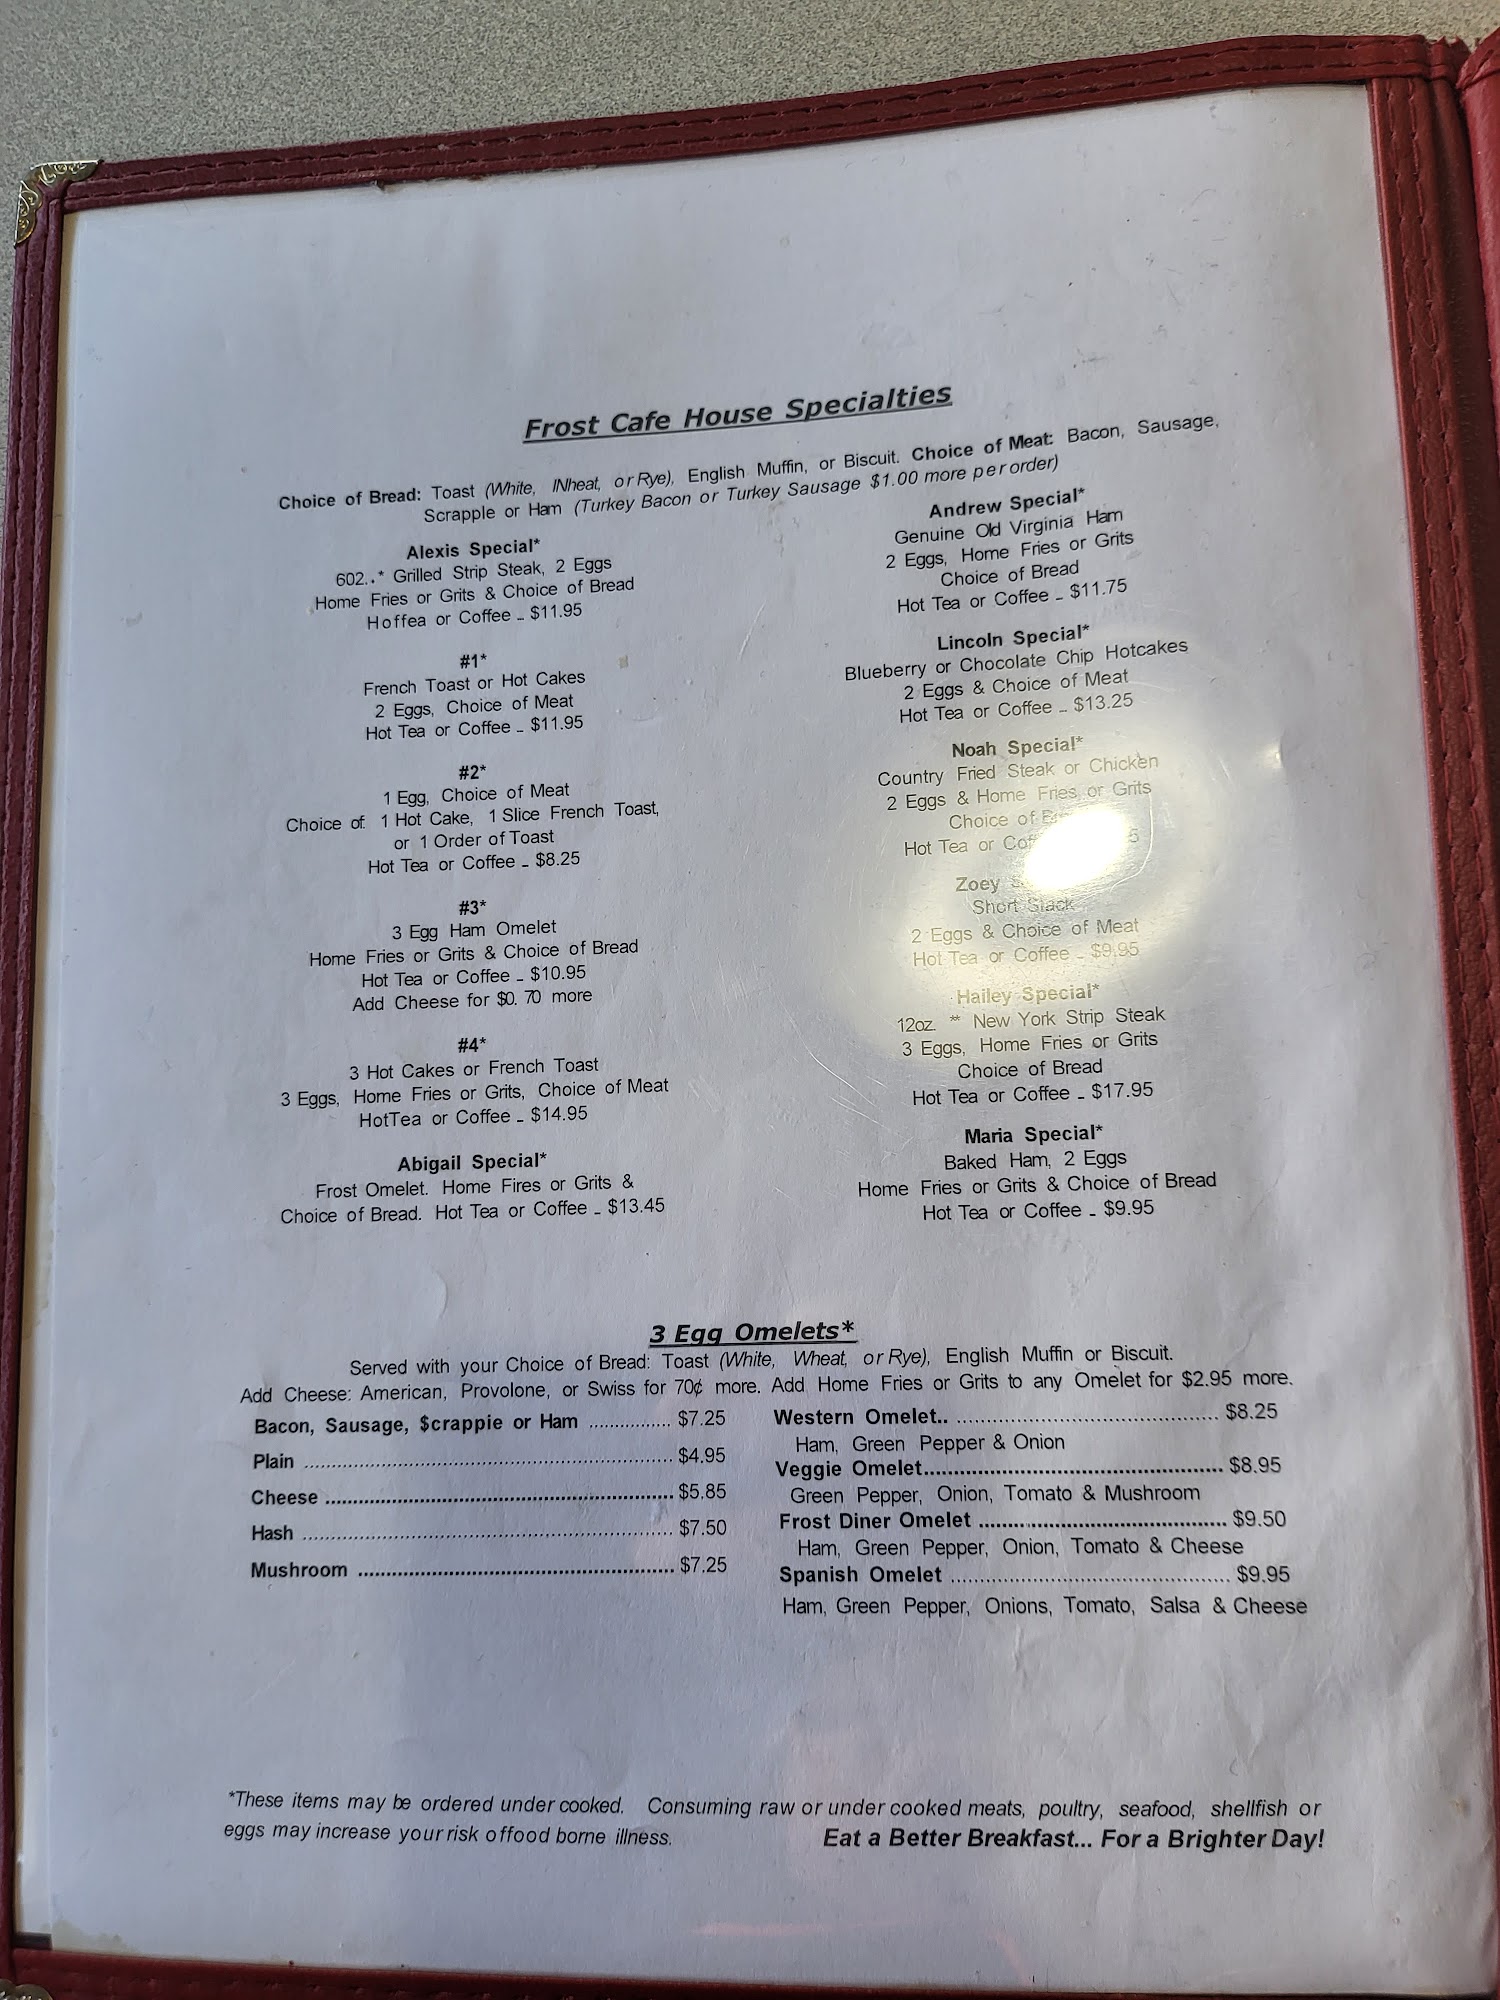 Frost Cafe House Specialties
Choice of Bread: Toast (White, INheat, or Rye), English Muffin, or Biscuit. Choice of Meat: Bacon, Sausage,
Scrapple or Ham (Turkey Bacon or Turkey Sausage $1.00 more per order)
Alexis Special*
602..* Grilled Strip Steak, 2 Eggs
Home Fries or Grits & Choice of Bread
Hoffea or Coffee - $11.95
#1*
French Toast or Hot Cakes
2 Eggs, Choice of Meat
Hot Tea or Coffee - $11.95
#2*
1 Egg, Choice of Meat
Choice of: 1 Hot Cake, 1 Slice French Toast,
or 1 Order of Toast
Hot Tea or Coffee - $8.25
#3*
3 Egg Ham Omelet
Home Fries or Grits & Choice of Bread
Hot Tea or Coffee - $10.95
Add Cheese for $0. 70 more
#4*
3 Hot Cakes or French Toast
3 Eggs, Home Fries or Grits, Choice of Meat
HotTea or Coffee - $14.95
Abigail Special*
Frost Omelet. Home Fires or Grits &
Choice of Bread. Hot Tea or Coffee - $13.45
Andrew Special*
Genuine Old Virginia Ham
2 Eggs, Home Fries or Grits
Choice of Bread
Hot Tea or Coffee - $11.75
Lincoln Special*
Blueberry or Chocolate Chip Hotcakes
2 Eggs & Choice of Meat
Hot Tea or Coffee - $13.25
Noah Special*
Country Fried Steak or Chicken
2 Eggs & Home Fries or Grits
Choice of
Hot Tea or
Zoey
Short Stack
2 Eggs & Choice of Meat
Hot Tea or Coffee - $9.95
Hailey Special*
12oz. ** New York Strip Steak
3 Eggs, Home Fries or Grits
Choice of Bread
Hot Tea or Coffee - $17.95
Maria Special*
Baked Ham, 2 Eggs
Home Fries or Grits & Choice of Bread
Hot Tea or Coffee - $9.95
3 Egg Omelets*
Served with your Choice of Bread: Toast (White, Wheat, or Rye), English Muffin or Biscuit.
Add Cheese: American, Provolone, or Swiss for 70¢ more. Add Home Fries or Grits to any Omelet for $2.95 more.
Bacon, Sausage, $crappie or Ham ................ $7.25
Plain ................ $4.95
Cheese ................ $5.85
Hash ................ $7.50
Mushroom ................ $7.25
Western Omelet.. ................ $8.25
Ham, Green Pepper & Onion
Veggie Omelet................ $8.95
Green Pepper, Onion, Tomato & Mushroom
Frost Diner Omelet ................ $9.50
Ham, Green Pepper, Onion, Tomato & Cheese
Spanish Omelet ................ $9.95
Ham, Green Pepper, Onions, Tomato, Salsa & Cheese
*These items may be ordered under cooked. Consuming raw or under cooked meats, poultry, seafood, shellfish or
eggs may increase your risk offood borne illness.
Eat a Better Breakfast... For a Brighter Day!